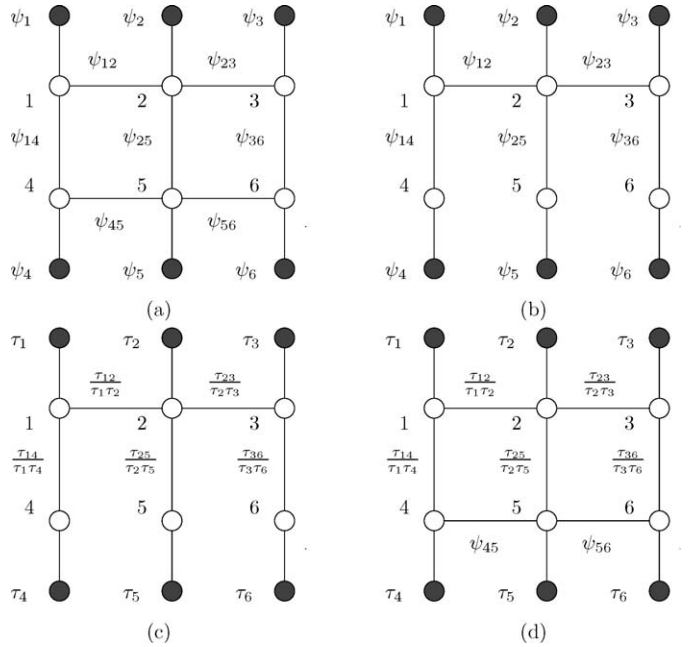 ψ₁ ψ₂ ψ₃ ψ₁ ψ₂ ψ₃
ψ₁₂ ψ₂₃ ψ₁₂ ψ₂₃
1 2 3 1 2 3
ψ₁₄ ψ₂₅ ψ₃₆ ψ₁₄ ψ₂₅ ψ₃₆
4 5 6 4 5 6
ψ₄₅ ψ₅₆ . .
ψ₄ ψ₅ ψ₆ ψ₄ ψ₅ ψ₆
(a) (b)
τ₁ τ₂ τ₃ τ₁ τ₂ τ₃
τ₁₂/τ₁τ₂ τ₂₃/τ₂τ₃ τ₁₂/τ₁τ₂ τ₂₃/τ₂τ₃
1 2 3 1 2 3
τ₁₄/τ₁τ₄ τ₂₅/τ₂τ₅ τ₃₆/τ₃τ₆ τ₁₄/τ₁τ₄ τ₂₅/τ₂τ₅ τ₃₆/τ₃τ₆
4 5 6 4 5 6
. ψ₄₅ ψ₅₆ .
τ₄ τ₅ τ₆ τ₄ τ₅ τ₆
(c) (d)